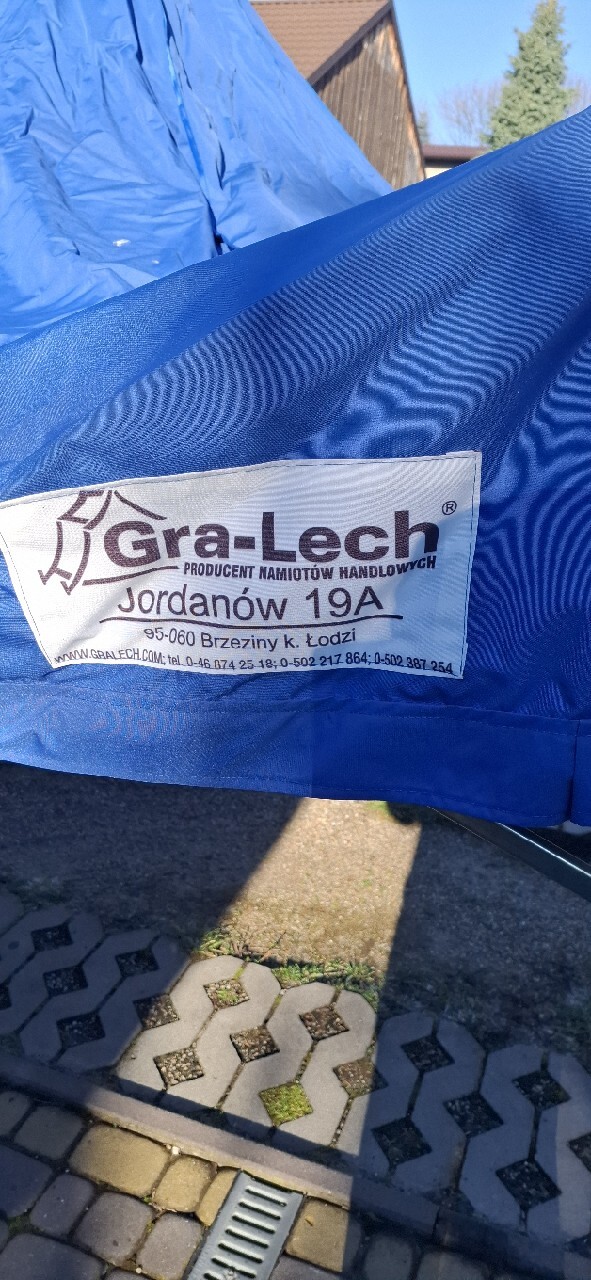 Gra-Lech®
PRODUCENT NAMIOTÓW HANDLOWYCH
Jordanów 19A
95-060 Brzeziny k. Łodzi
WWW.GRALECH.COM; tel. 0-46 874 25 18; 0-502 217 864; 0-502 387 254